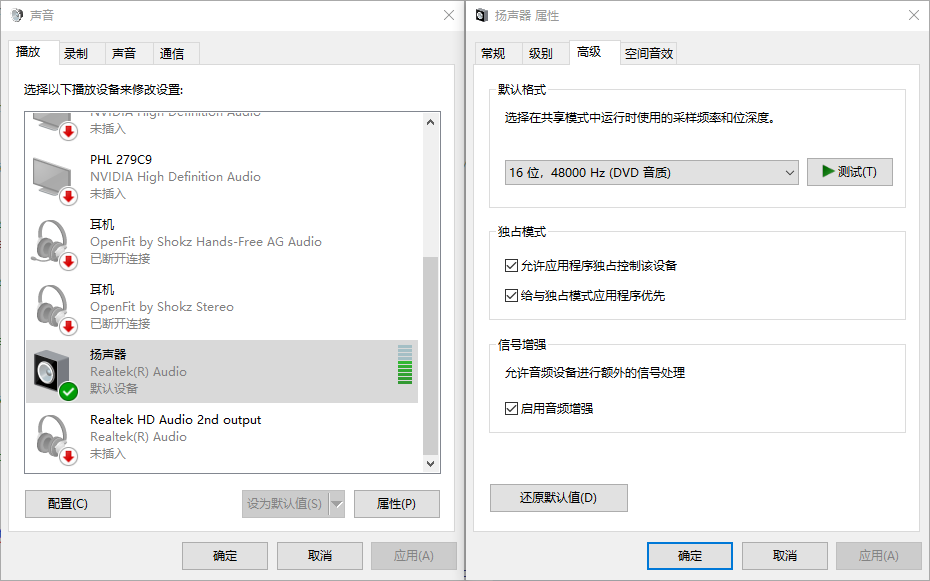 声音
播放
录制
声音
通信
选择以下播放设备来修改设置:
NVIDIA High Definition Audio
未插入
PHL 279C9
NVIDIA High Definition Audio
未插入
耳机
OpenFit by Shokz Hands-Free AG Audio
已断开连接
耳机
OpenFit by Shokz Stereo
已断开连接
扬声器
Realtek(R) Audio
默认设备
Realtek HD Audio 2nd output
Realtek(R) Audio
未插入
配置(C)
设为默认值(S)
属性(P)
确定
取消
应用(A)
扬声器 属性
常规
级别
高级
空间音效
默认格式
选择在共享模式中运行时使用的采样频率和位深度。
16 位，48000 Hz (DVD 音质)
测试(T)
独占模式
允许应用程序独占控制该设备
给与独占模式应用程序优先
信号增强
允许音频设备进行额外的信号处理
启用音频增强
还原默认值(D)
确定
取消
应用(A)